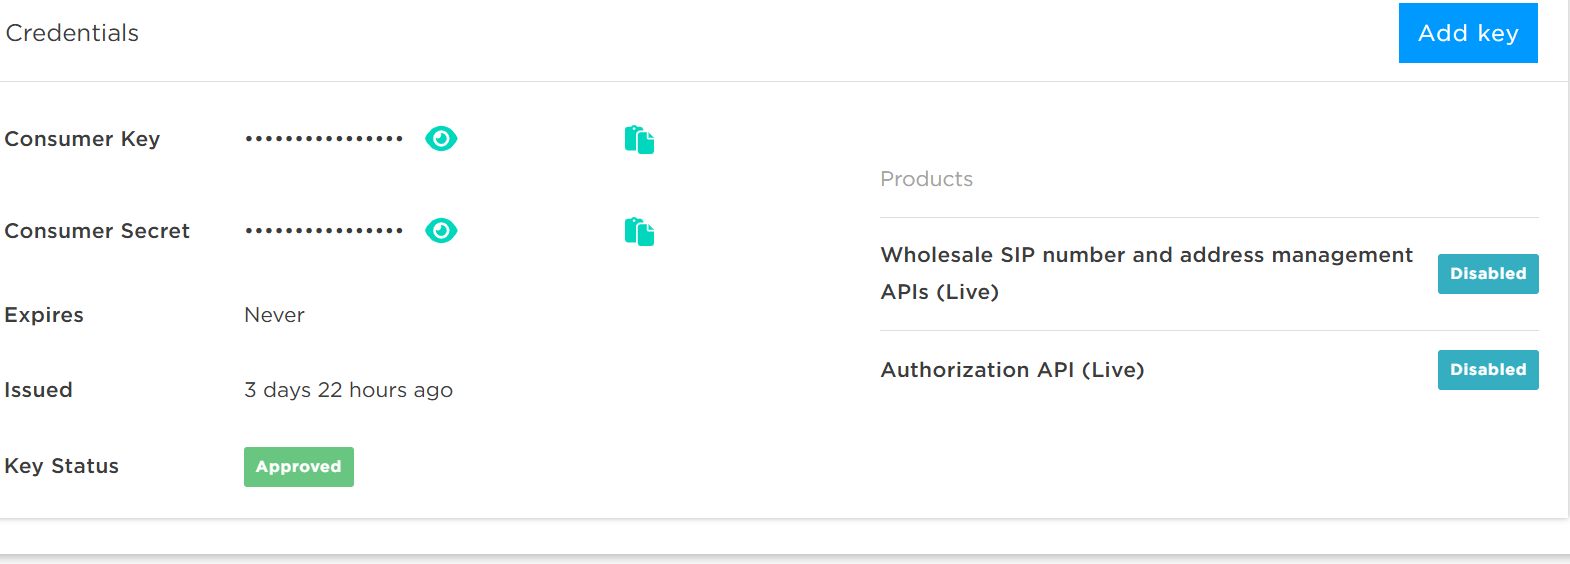 Credentials
Add key
Consumer Key ••••••••••••••••
Consumer Secret ••••••••••••••••
Expires Never
Issued 3 days 22 hours ago
Key Status Approved
Products
Wholesale SIP number and address management
APIs (Live)
Disabled
Authorization API (Live) Disabled